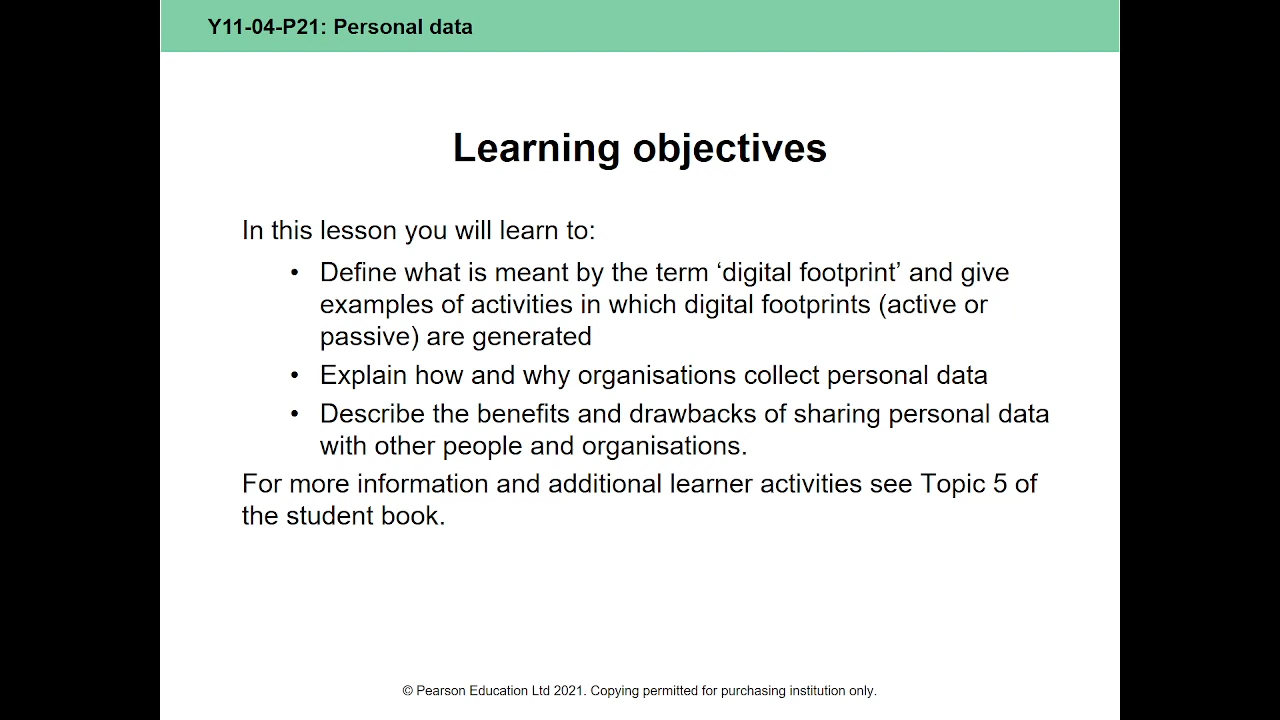 Y11-04-P21: Personal data
Learning objectives
In this lesson you will learn to:
• Define what is meant by the term ‘digital footprint’ and give
examples of activities in which digital footprints (active or
passive) are generated
• Explain how and why organisations collect personal data
• Describe the benefits and drawbacks of sharing personal data
with other people and organisations.
For more information and additional learner activities see Topic 5 of
the student book.
© Pearson Education Ltd 2021. Copying permitted for purchasing institution only.